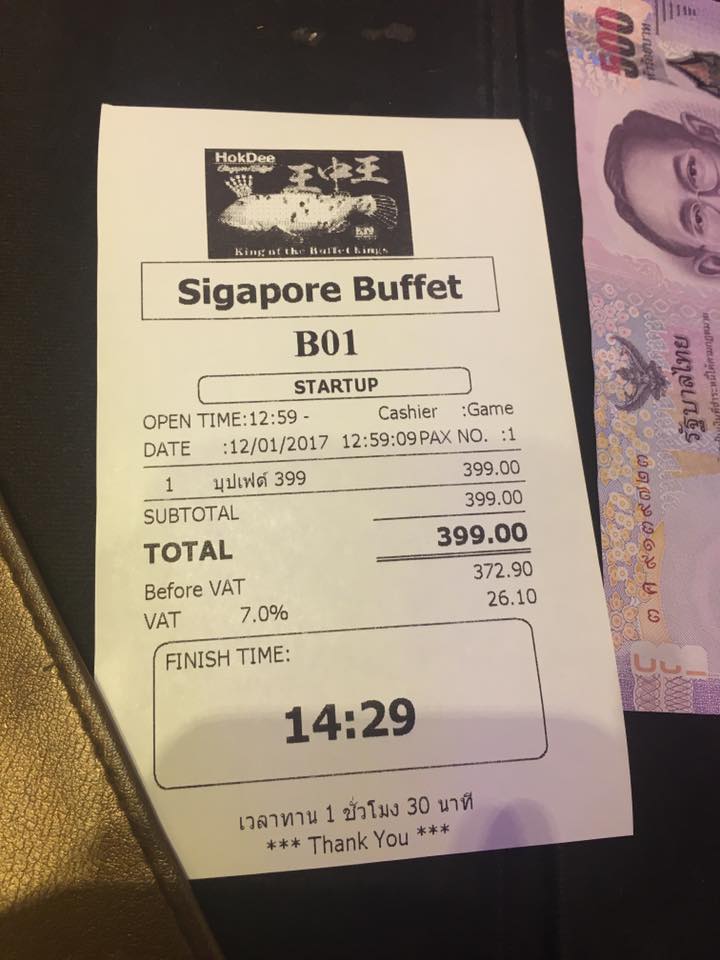 HokDee
王中王
King of the Buffet kings
Sigapore Buffet
B01
STARTUP
OPEN TIME:12:59 - Cashier :Game
DATE :12/01/2017 12:59:09 PAX NO. :1
1 บุปเฟต์ 399 399.00
SUBTOTAL 399.00
TOTAL 399.00
Before VAT 372.90
VAT 7.0% 26.10
FINISH TIME:
14:29
เวลาทาน 1 ชั่วโมง 30 นาที
*** Thank You ***
500
รัฐบาลไทย